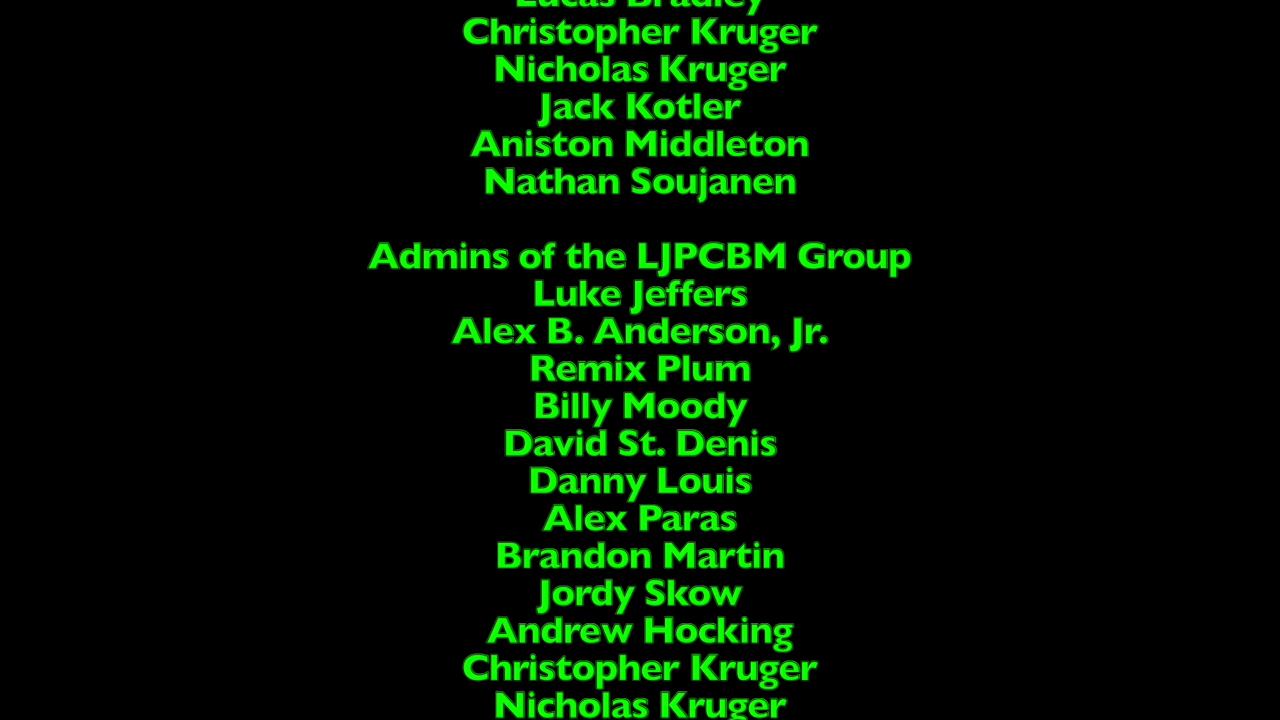 Lucas Bradley
Christopher Kruger
Nicholas Kruger
Jack Kotler
Aniston Middleton
Nathan Soujanen
Admins of the LJPCBM Group
Luke Jeffers
Alex B. Anderson, Jr.
Remix Plum
Billy Moody
David St. Denis
Danny Louis
Alex Paras
Brandon Martin
Jordy Skow
Andrew Hocking
Christopher Kruger
Nicholas Kruger